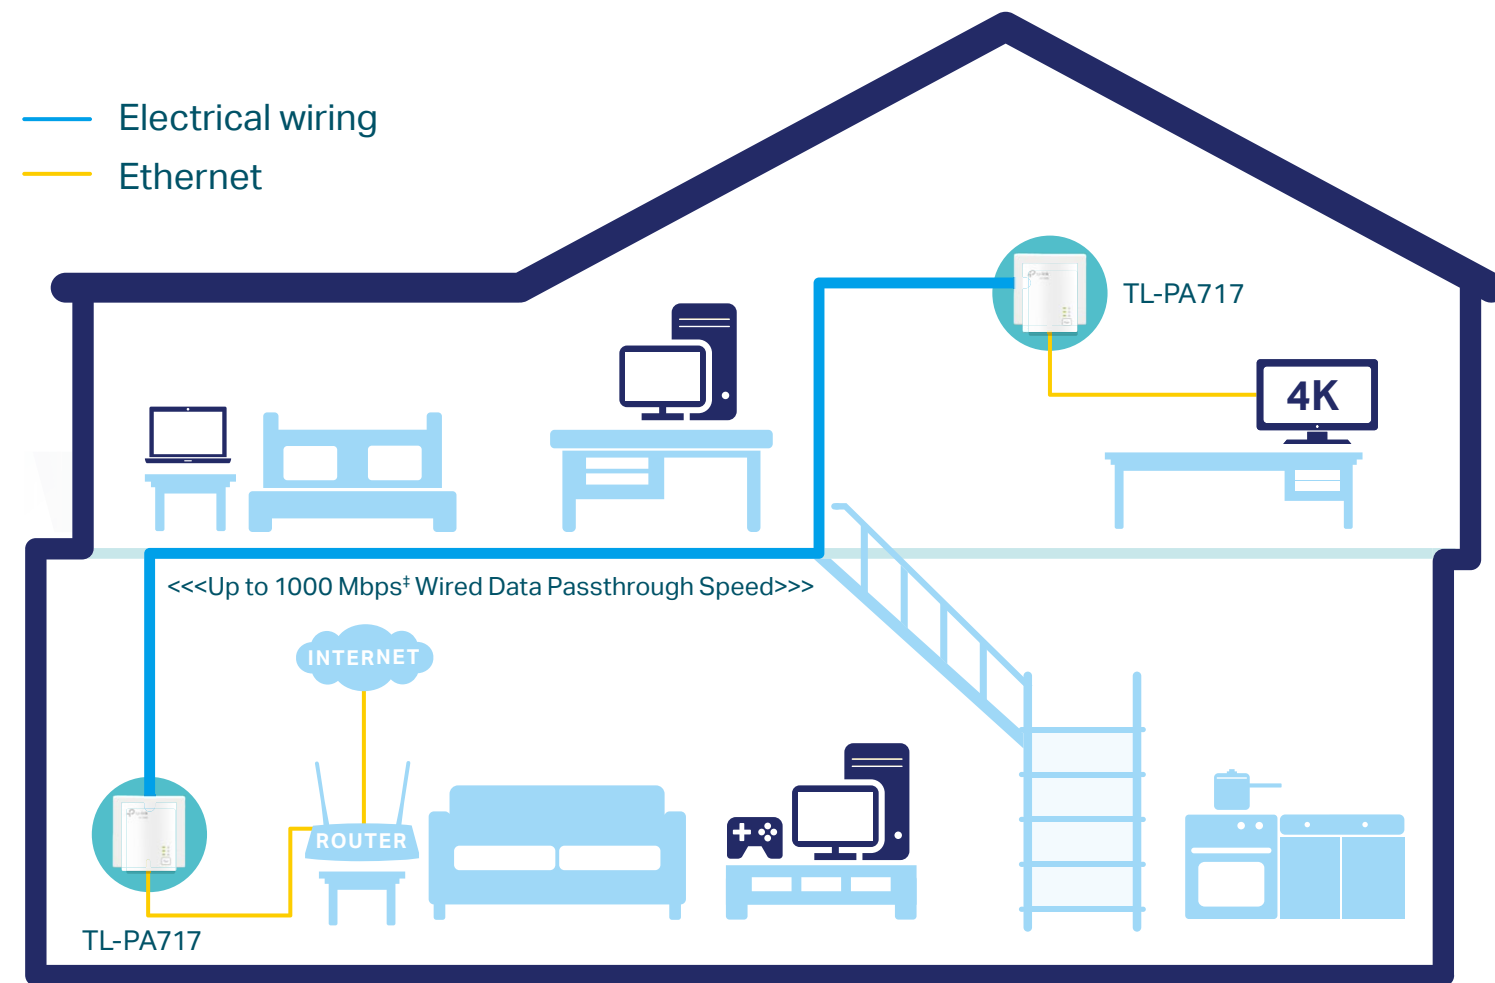 Electrical wiring
Ethernet
TL-PA717
4K
<<<Up to 1000 Mbps‡ Wired Data Passthrough Speed>>>
INTERNET
ROUTER
TL-PA717